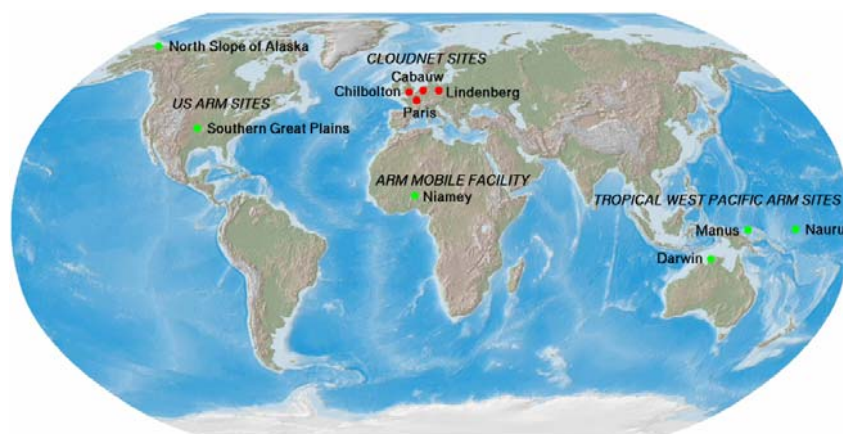 North Slope of Alaska
CLOUDNET SITES
Cabauw
Chilbolton
Lindenberg
Paris
US ARM SITES
Southern Great Plains
ARM MOBILE FACILITY
Niamey
TROPICAL WEST PACIFIC ARM SITES
Manus
Nauru
Darwin